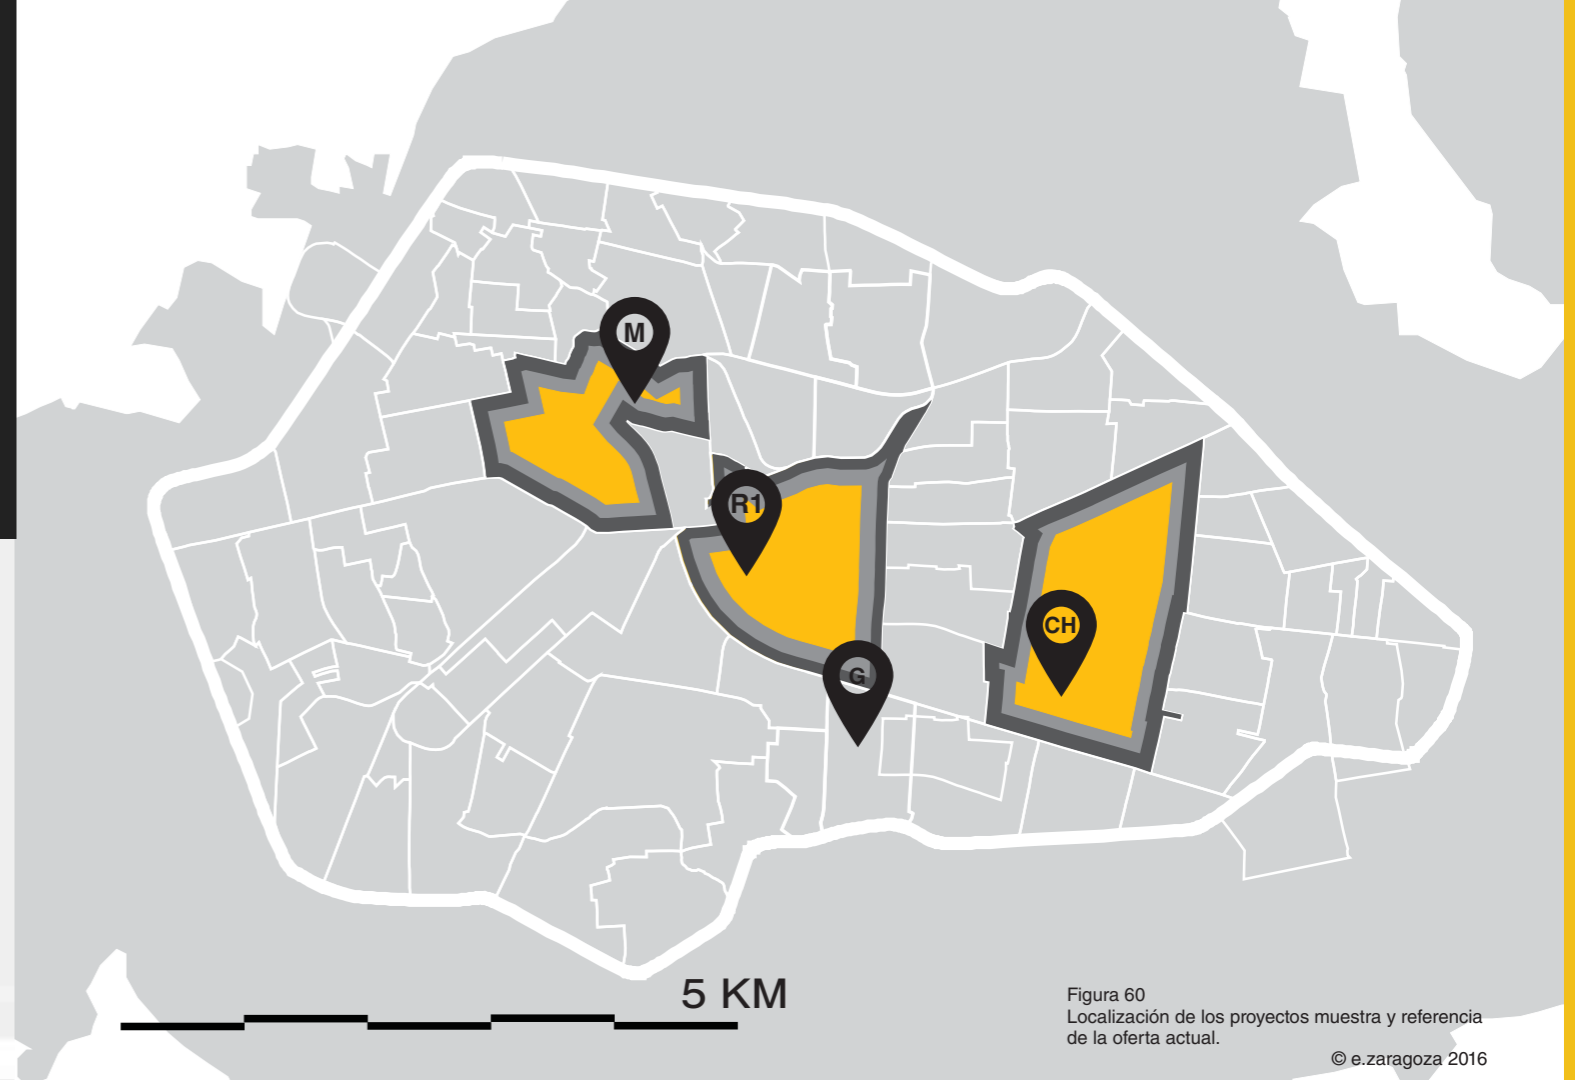 M
R1
CH
G
5 KM
Figura 60
Localización de los proyectos muestra y referencia
de la oferta actual.
© e.zaragoza 2016